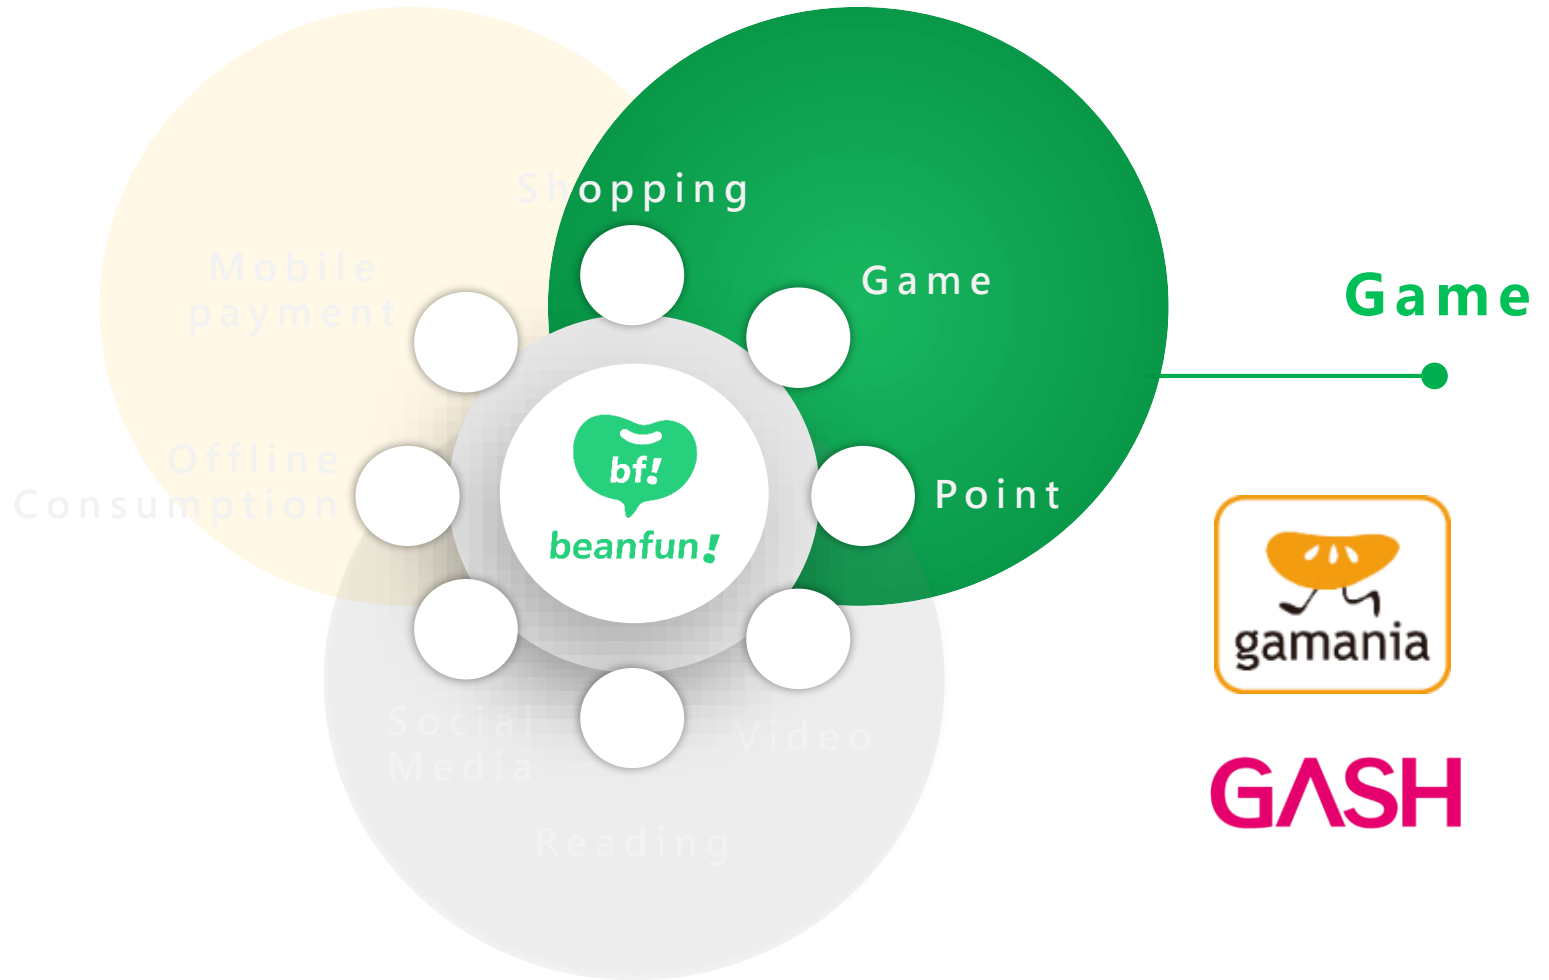 Shopping
Game
Mobile
payment
Game
Offline
Consumption
Point
bf!
beanfun!
gamania
Social
Media
Video
GASH
Reading